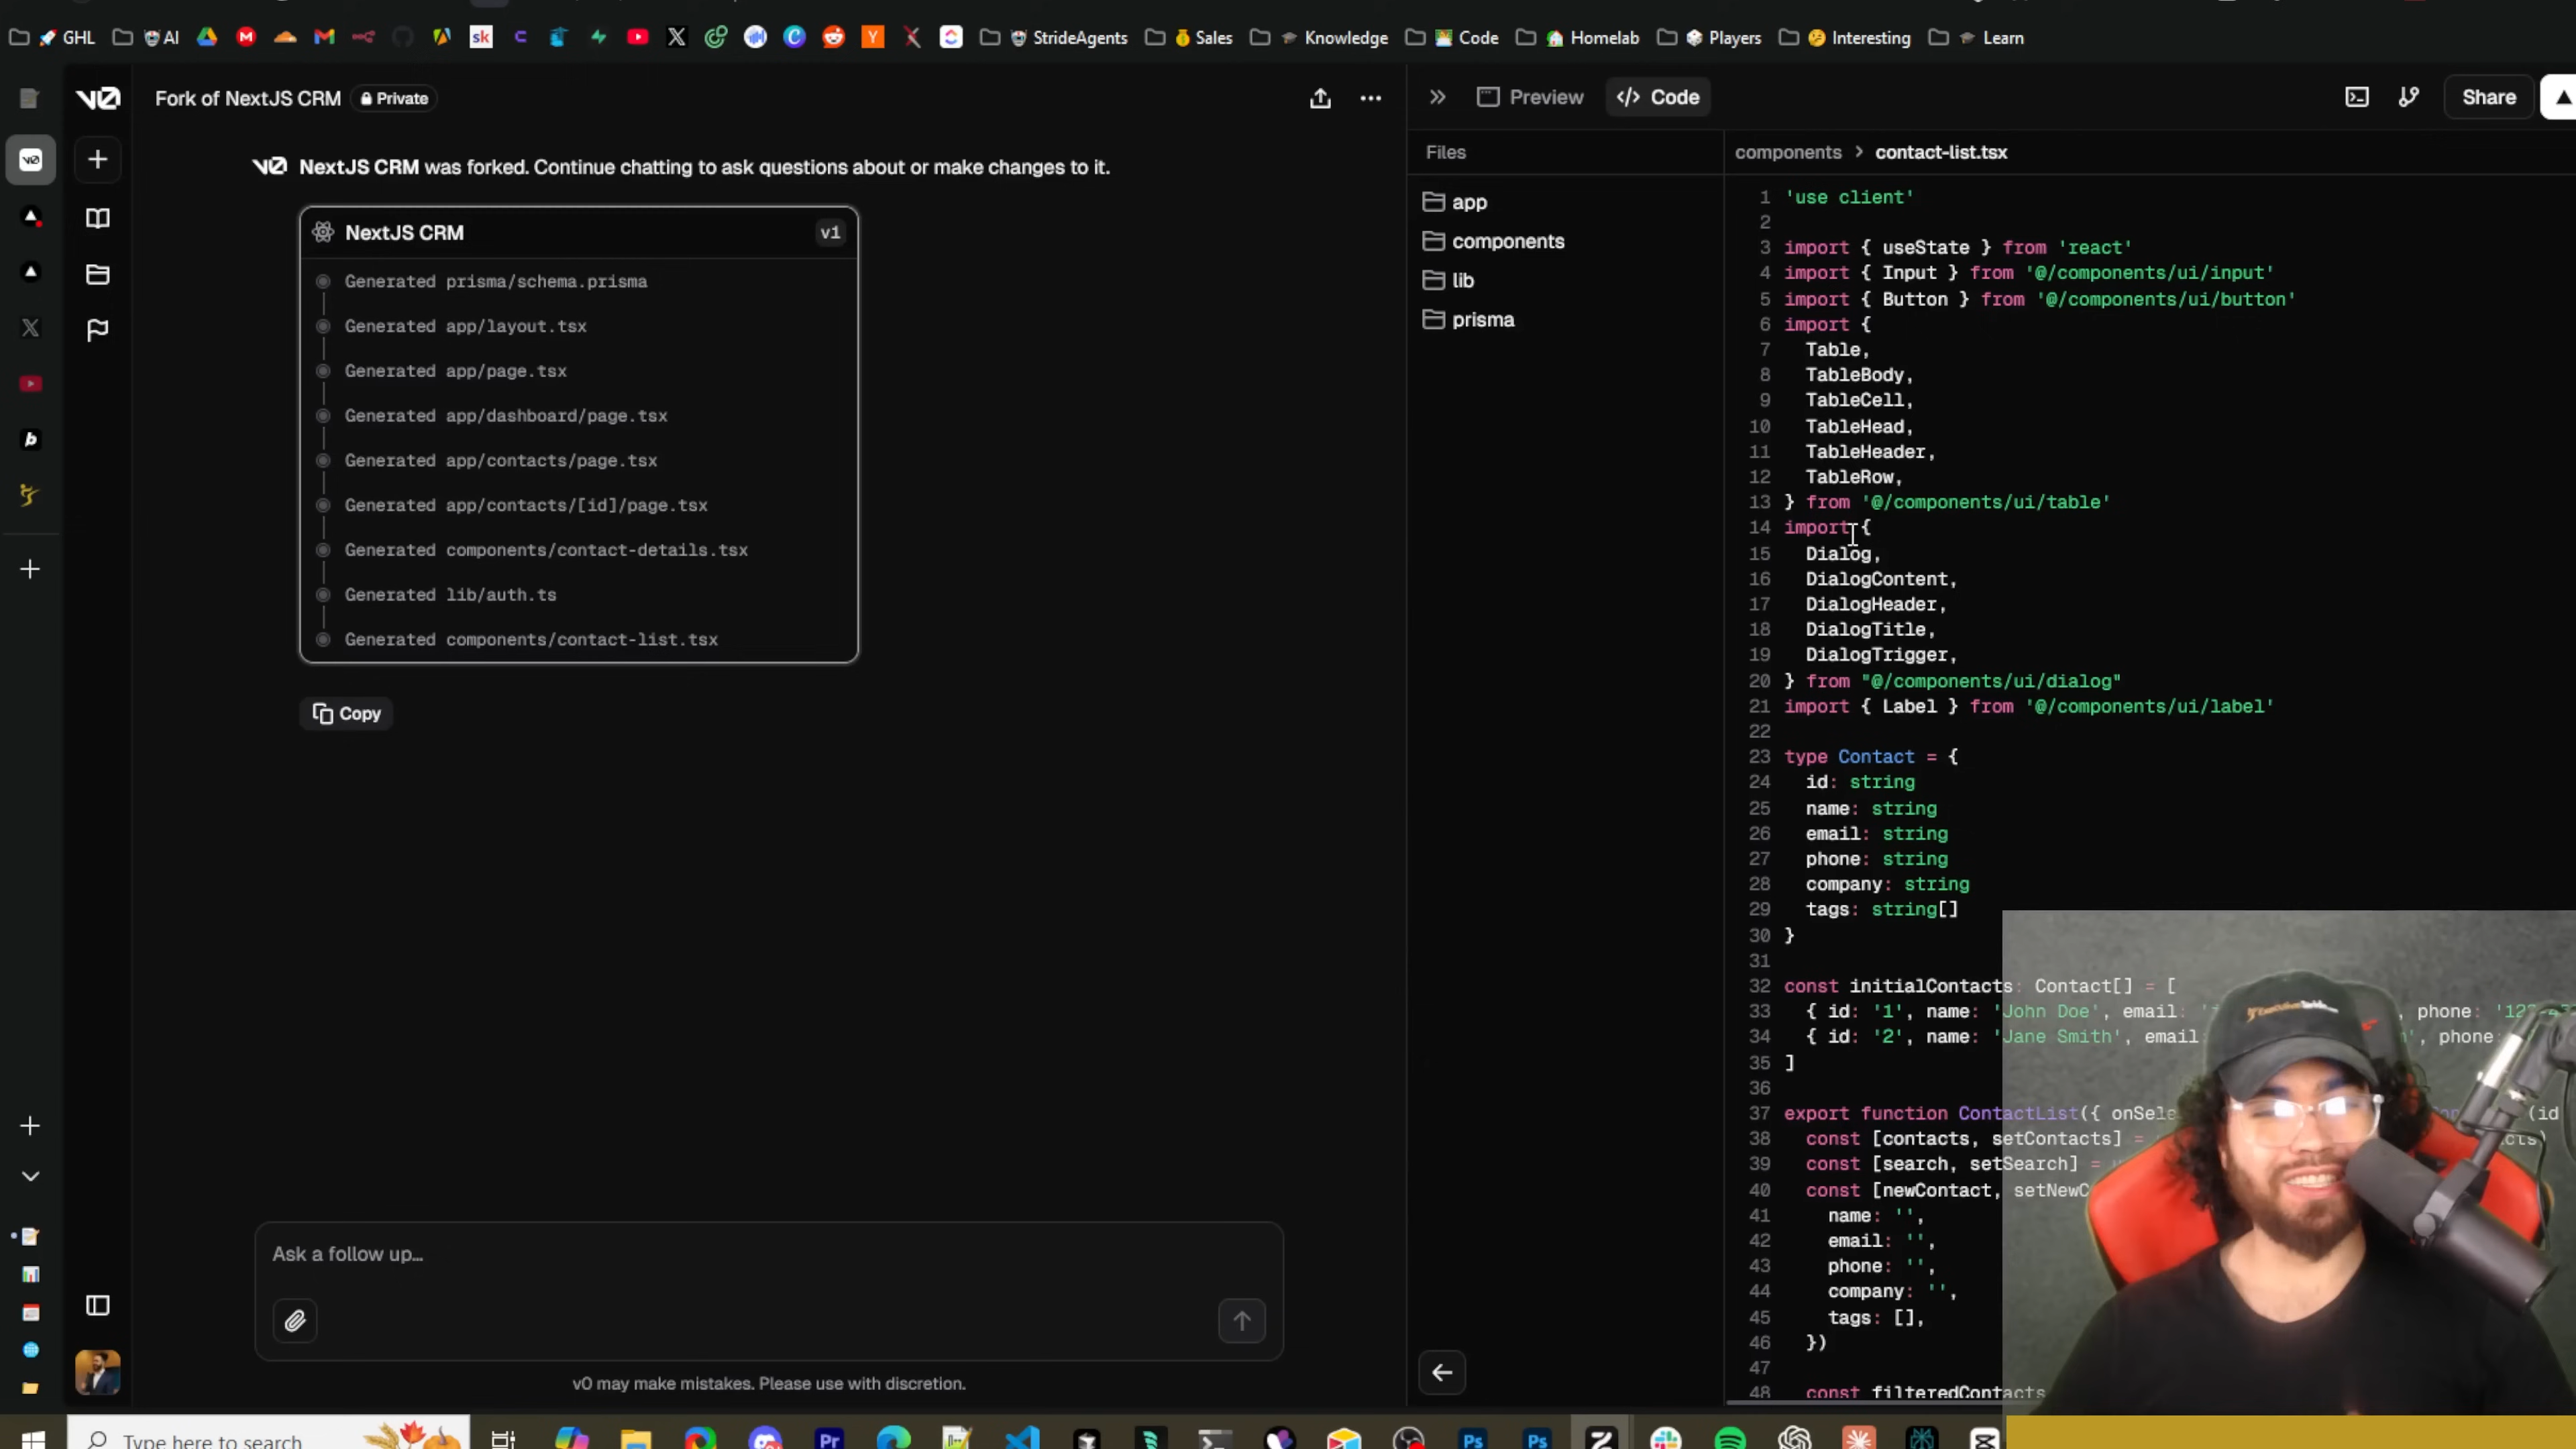 GHL
AI
sk
StrideAgents
Sales
Knowledge
Code
Homelab
Players
Interesting
Learn
v0
Fork of NextJS CRM
Private
Preview
Code
Share
v0 NextJS CRM was forked. Continue chatting to ask questions about or make changes to it.
NextJS CRM
v1
Generated prisma/schema.prisma
Generated app/layout.tsx
Generated app/page.tsx
Generated app/dashboard/page.tsx
Generated app/contacts/page.tsx
Generated app/contacts/[id]/page.tsx
Generated components/contact-details.tsx
Generated lib/auth.ts
Generated components/contact-list.tsx
Copy
Ask a follow up...
v0 may make mistakes. Please use with discretion.
Files
app
components
lib
prisma
components > contact-list.tsx
1 'use client'
2
3 import { useState } from 'react'
4 import { Input } from '@/components/ui/input'
5 import { Button } from '@/components/ui/button'
6 import {
7 Table,
8 TableBody,
9 TableCell,
10 TableHead,
11 TableHeader,
12 TableRow,
13 } from '@/components/ui/table'
14 import {
15 Dialog,
16 DialogContent,
17 DialogHeader,
18 DialogTitle,
19 DialogTrigger,
20 } from "@/components/ui/dialog"
21 import { Label } from '@/components/ui/label'
22
23 type Contact = {
24 id: string
25 name: string
26 email: string
27 phone: string
28 company: string
29 tags: string[]
30 }
31
32 const initialContacts: Contact[] = [
33 { id: '1', name: 'John Doe', email: phone:
34 { id: '2', name: 'Jane Smith', email: phone:
35 ]
36
37 export function ContactList({ onSele (id
38 const [contacts, setContacts] =
39 const [search, setSearch] =
40 const [newContact, setNewC
41 name: '',
42 email: '',
43 phone: '',
44 company: '',
45 tags: [],
46 })
47
48 const filteredContacts
Type here to search
Pr
Ps
Ps